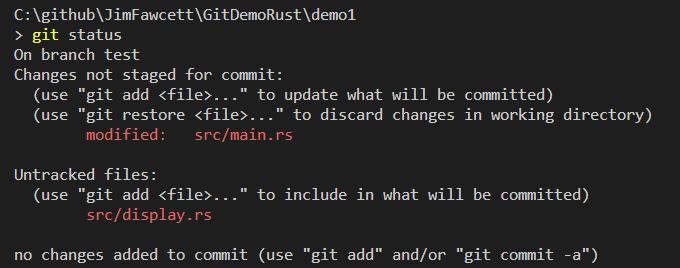 C:\github\JimFawcett\GitDemoRust\demo1
> git status
On branch test
Changes not staged for commit:
  (use "git add <file>..." to update what will be committed)
  (use "git restore <file>..." to discard changes in working directory)
        modified:   src/main.rs

Untracked files:
  (use "git add <file>..." to include in what will be committed)
        src/display.rs

no changes added to commit (use "git add" and/or "git commit -a")